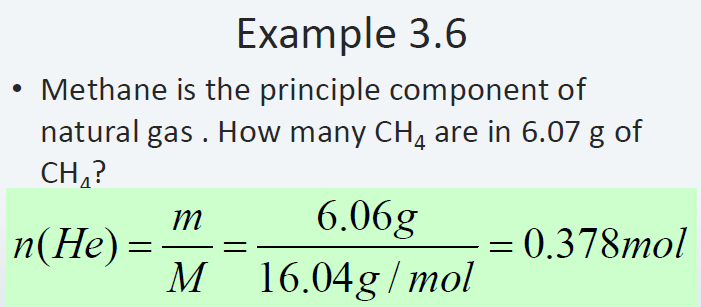 Example 3.6
• Methane is the principle component of
natural gas . How many CH₄ are in 6.07 g of
CH₄?
n(He) = m/M = 6.06g/16.04g / mol = 0.378mol